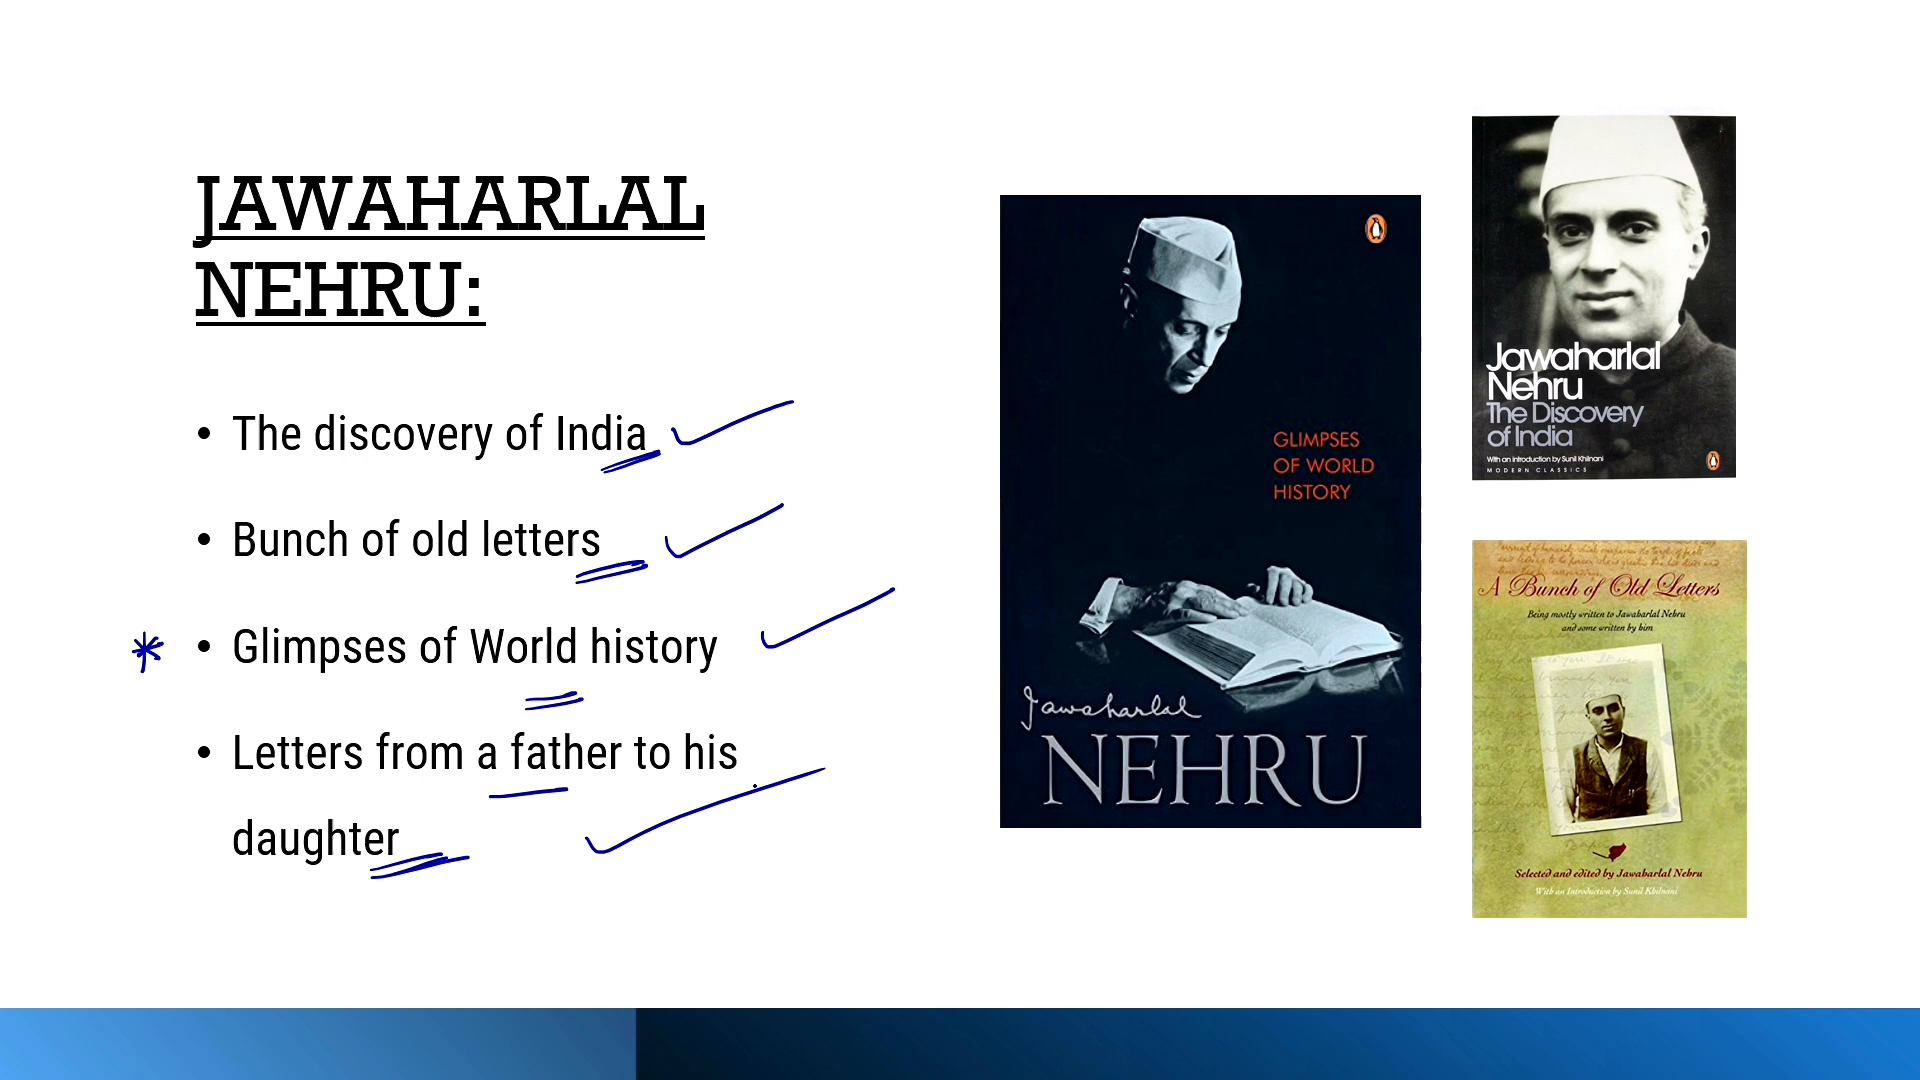 JAWAHARLAL
NEHRU:
• The discovery of India
• Bunch of old letters
* • Glimpses of World history
• Letters from a father to his
daughter
GLIMPSES
OF WORLD
HISTORY
Jawaharlal
NEHRU
Jawaharlal
Nehru
The Discovery
of India
With an Introduction by Sunil Khilnani
MODERN CLASSICS
A Bunch of Old Letters
Being mostly written to Jawaharlal Nehru
and some written by him
Selected and edited by Jawaharlal Nehru
With an Introduction by Sunil Khilnani